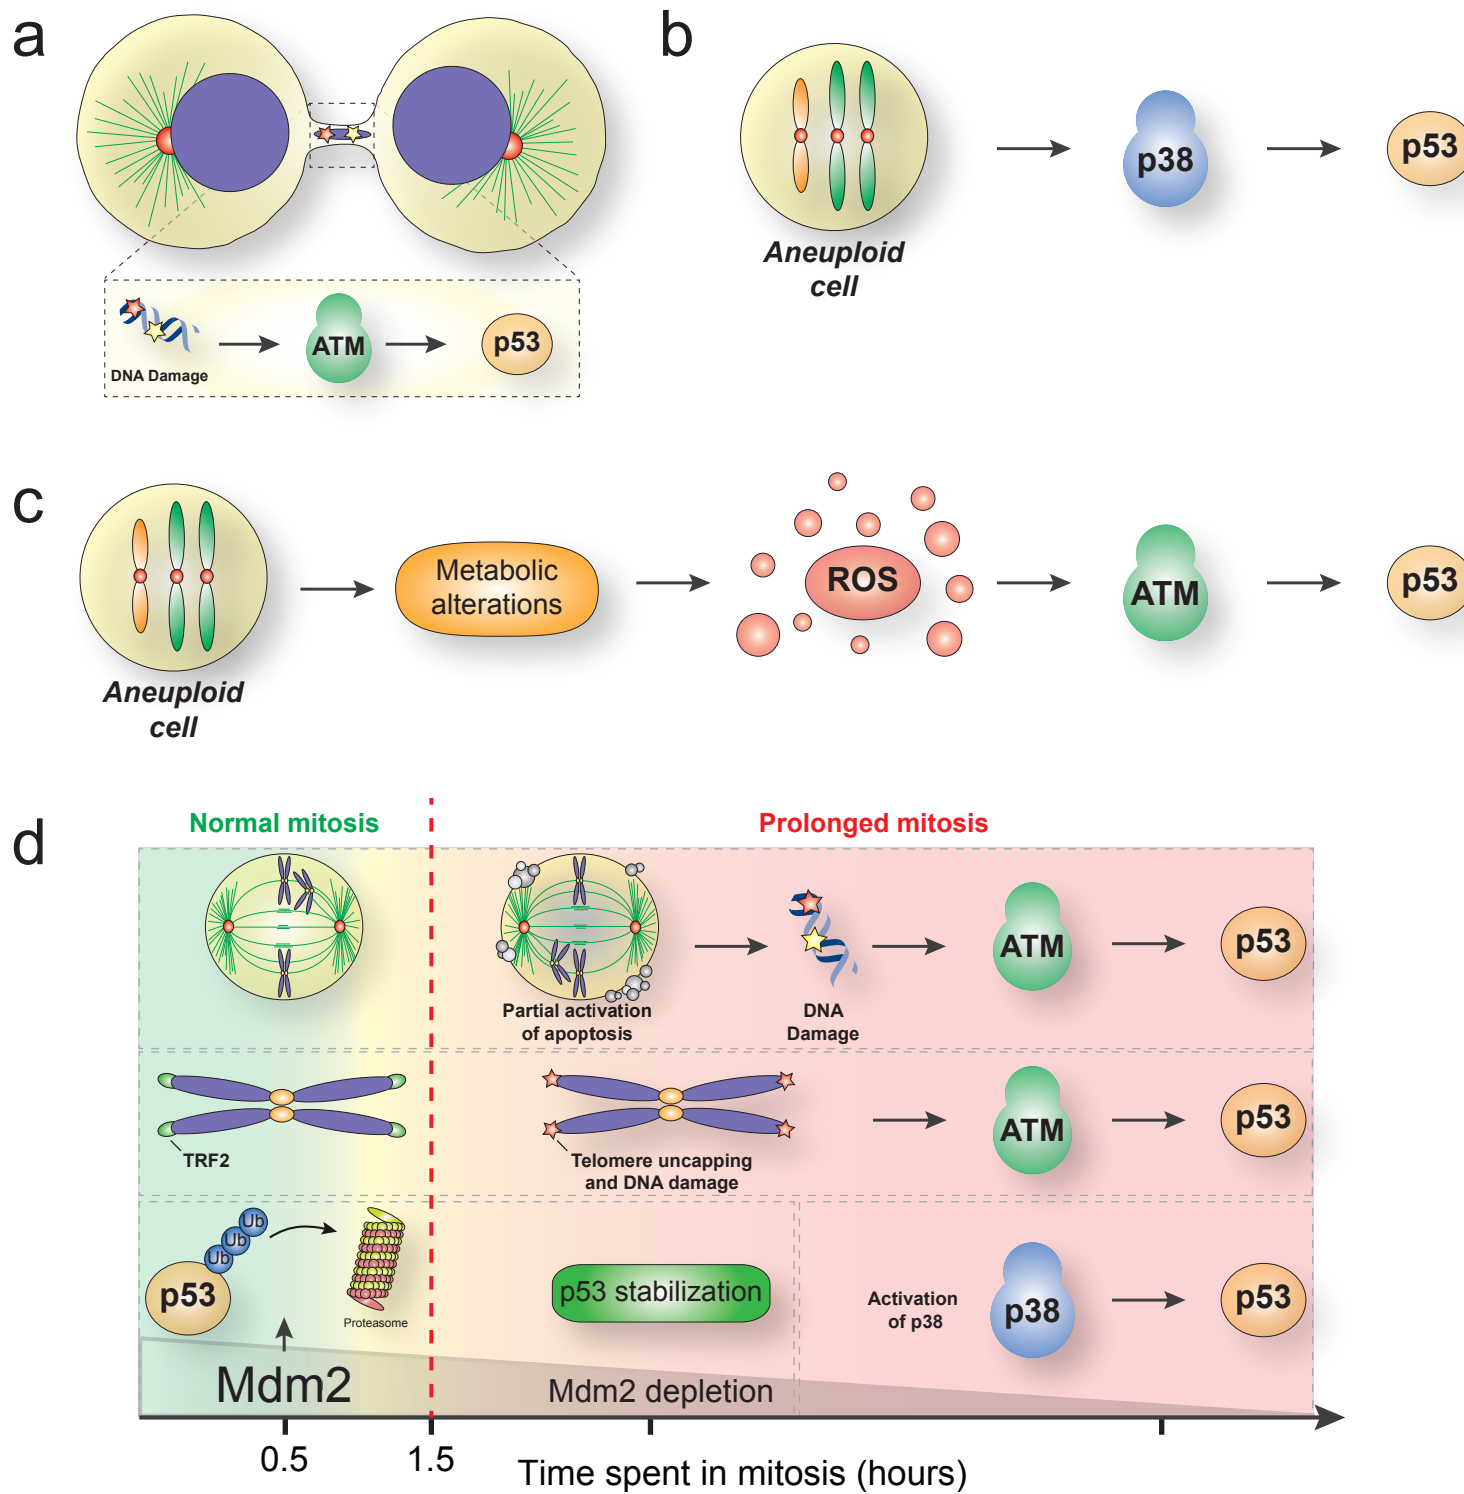 a
b
p38
p53
Aneuploid
cell
ATM
p53
DNA Damage
c
Metabolic
alterations
ROS
ATM
p53
Aneuploid
cell
d
Normal mitosis
Prolonged mitosis
ATM
p53
Partial activation
of apoptosis
DNA
Damage
TRF2
Telomere uncapping
and DNA damage
ATM
p53
Ub
Ub
Ub
p53
Proteasome
p53 stabilization
Activation
of p38
p38
p53
Mdm2
Mdm2 depletion
0.5
1.5
Time spent in mitosis (hours)